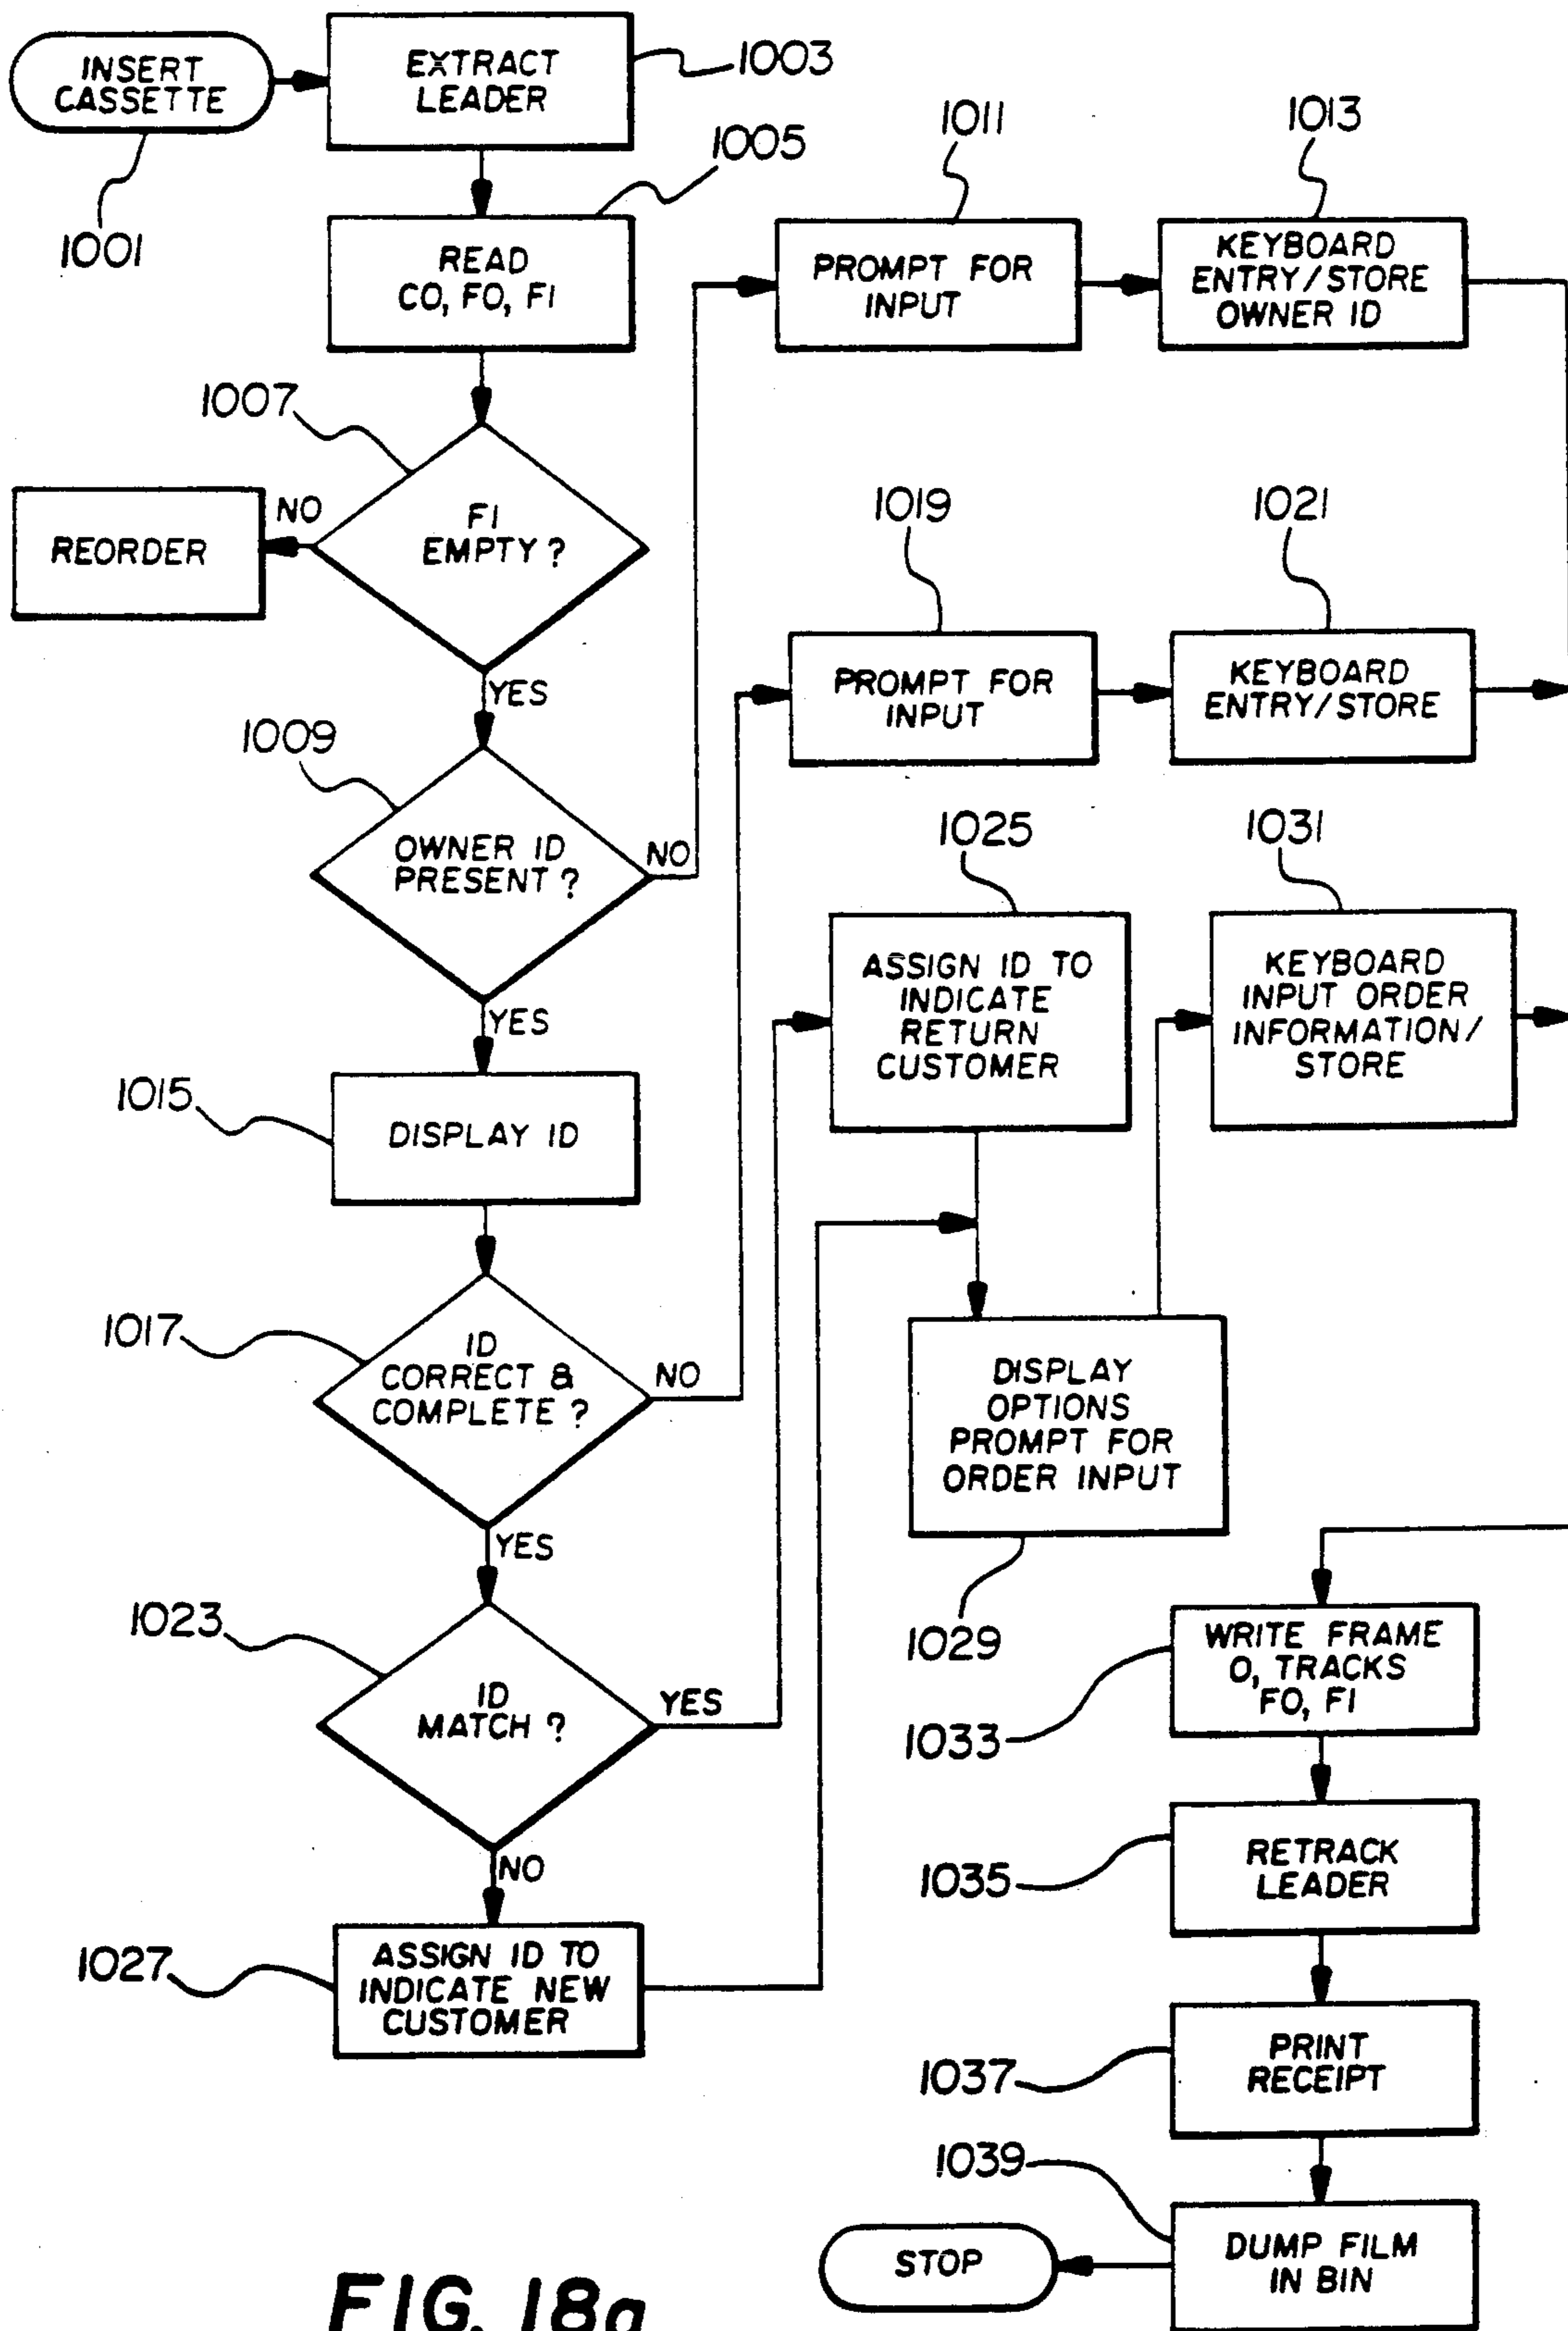 INSERT
CASSETTE
1001
EXTRACT
LEADER
1003
READ
CO, FO, F1
1005
1007
F1
EMPTY ?
NO
REORDER
YES
1009
OWNER ID
PRESENT ?
NO
YES
1011
PROMPT FOR
INPUT
1013
KEYBOARD
ENTRY/STORE
OWNER ID
1015
DISPLAY ID
1017
ID
CORRECT &
COMPLETE ?
NO
YES
1019
PROMPT FOR
INPUT
1021
KEYBOARD
ENTRY/STORE
1023
ID
MATCH ?
YES
NO
1025
ASSIGN ID TO
INDICATE
RETURN
CUSTOMER
1027
ASSIGN ID TO
INDICATE NEW
CUSTOMER
DISPLAY
OPTIONS
PROMPT FOR
ORDER INPUT
1029
1031
KEYBOARD
INPUT ORDER
INFORMATION/
STORE
WRITE FRAME
O, TRACKS
FO, F1
1033
RETRACK
LEADER
1035
PRINT
RECEIPT
1037
1039
DUMP FILM
IN BIN
STOP
FIG. 18a